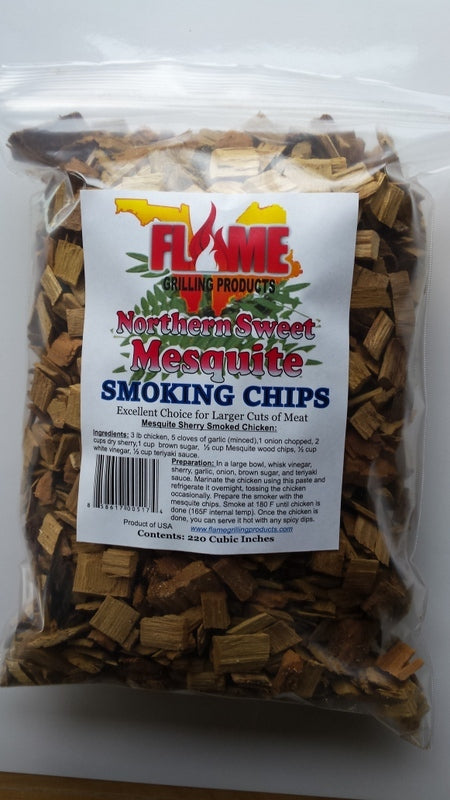 FLAME
GRILLING PRODUCTS
Northern Sweet™
Mesquite™
SMOKING CHIPS
Excellent Choice for Larger Cuts of Meat
Mesquite Sherry Smoked Chicken:
Ingredients: 3 lb chicken, 5 cloves of garlic (minced),1 onion chopped, 2
cups dry sherry,1 cup brown sugar, ½ cup Mesquite wood chips, ½ cup
white vinegar, ½ cup teriyaki sauce.
Preparation: In a large bowl, whisk vinegar,
sherry, garlic, onion, brown sugar, and teriyaki
sauce. Marinate the chicken using this paste and
refrigerate it overnight, tossing the chicken
occasionally. Prepare the smoker with the
mesquite chips. Smoke at 180 F until chicken is
done (165F internal temp). Once the chicken is
done, you can serve it hot with any spicy dips.
8 58617 00517 4
Product of USA
www.flamegrillingproducts.com
Contents: 220 Cubic Inches